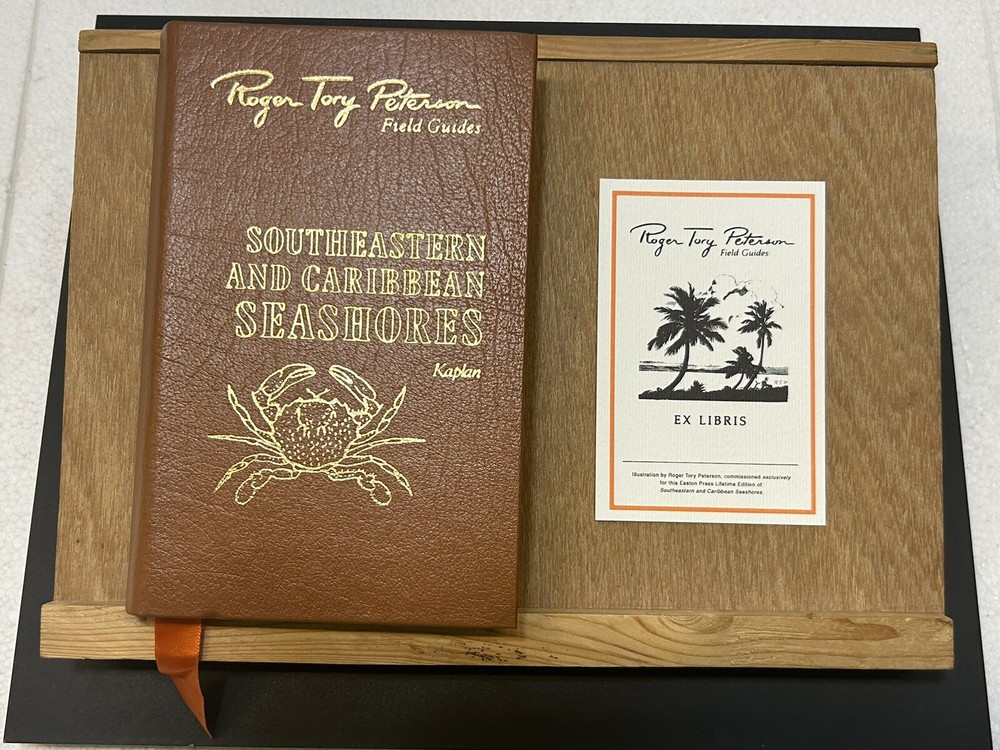 Roger Tory Peterson
Field Guides
SOUTHEASTERN
AND CARIBBEAN
SEASHORES
Kaplan
Roger Tory Peterson
Field Guides
EX LIBRIS
Illustration by Roger Tory Peterson, commissioned exclusively
for this Easton Press Lifetime Edition of
Southeastern and Caribbean Seashores